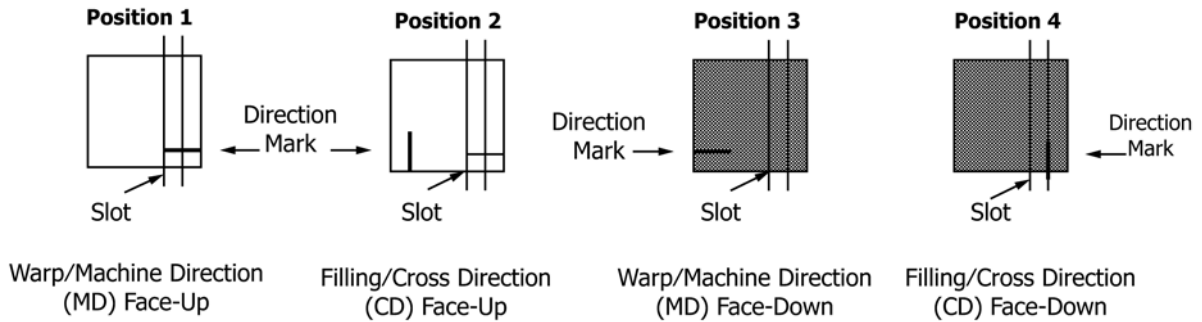 Position 1
Position 2
Position 3
Position 4
Direction
Mark
Direction
Mark
Direction
Mark
Slot
Slot
Slot
Slot
Warp/Machine Direction
(MD) Face-Up
Filling/Cross Direction
(CD) Face-Up
Warp/Machine Direction
(MD) Face-Down
Filling/Cross Direction
(CD) Face-Down